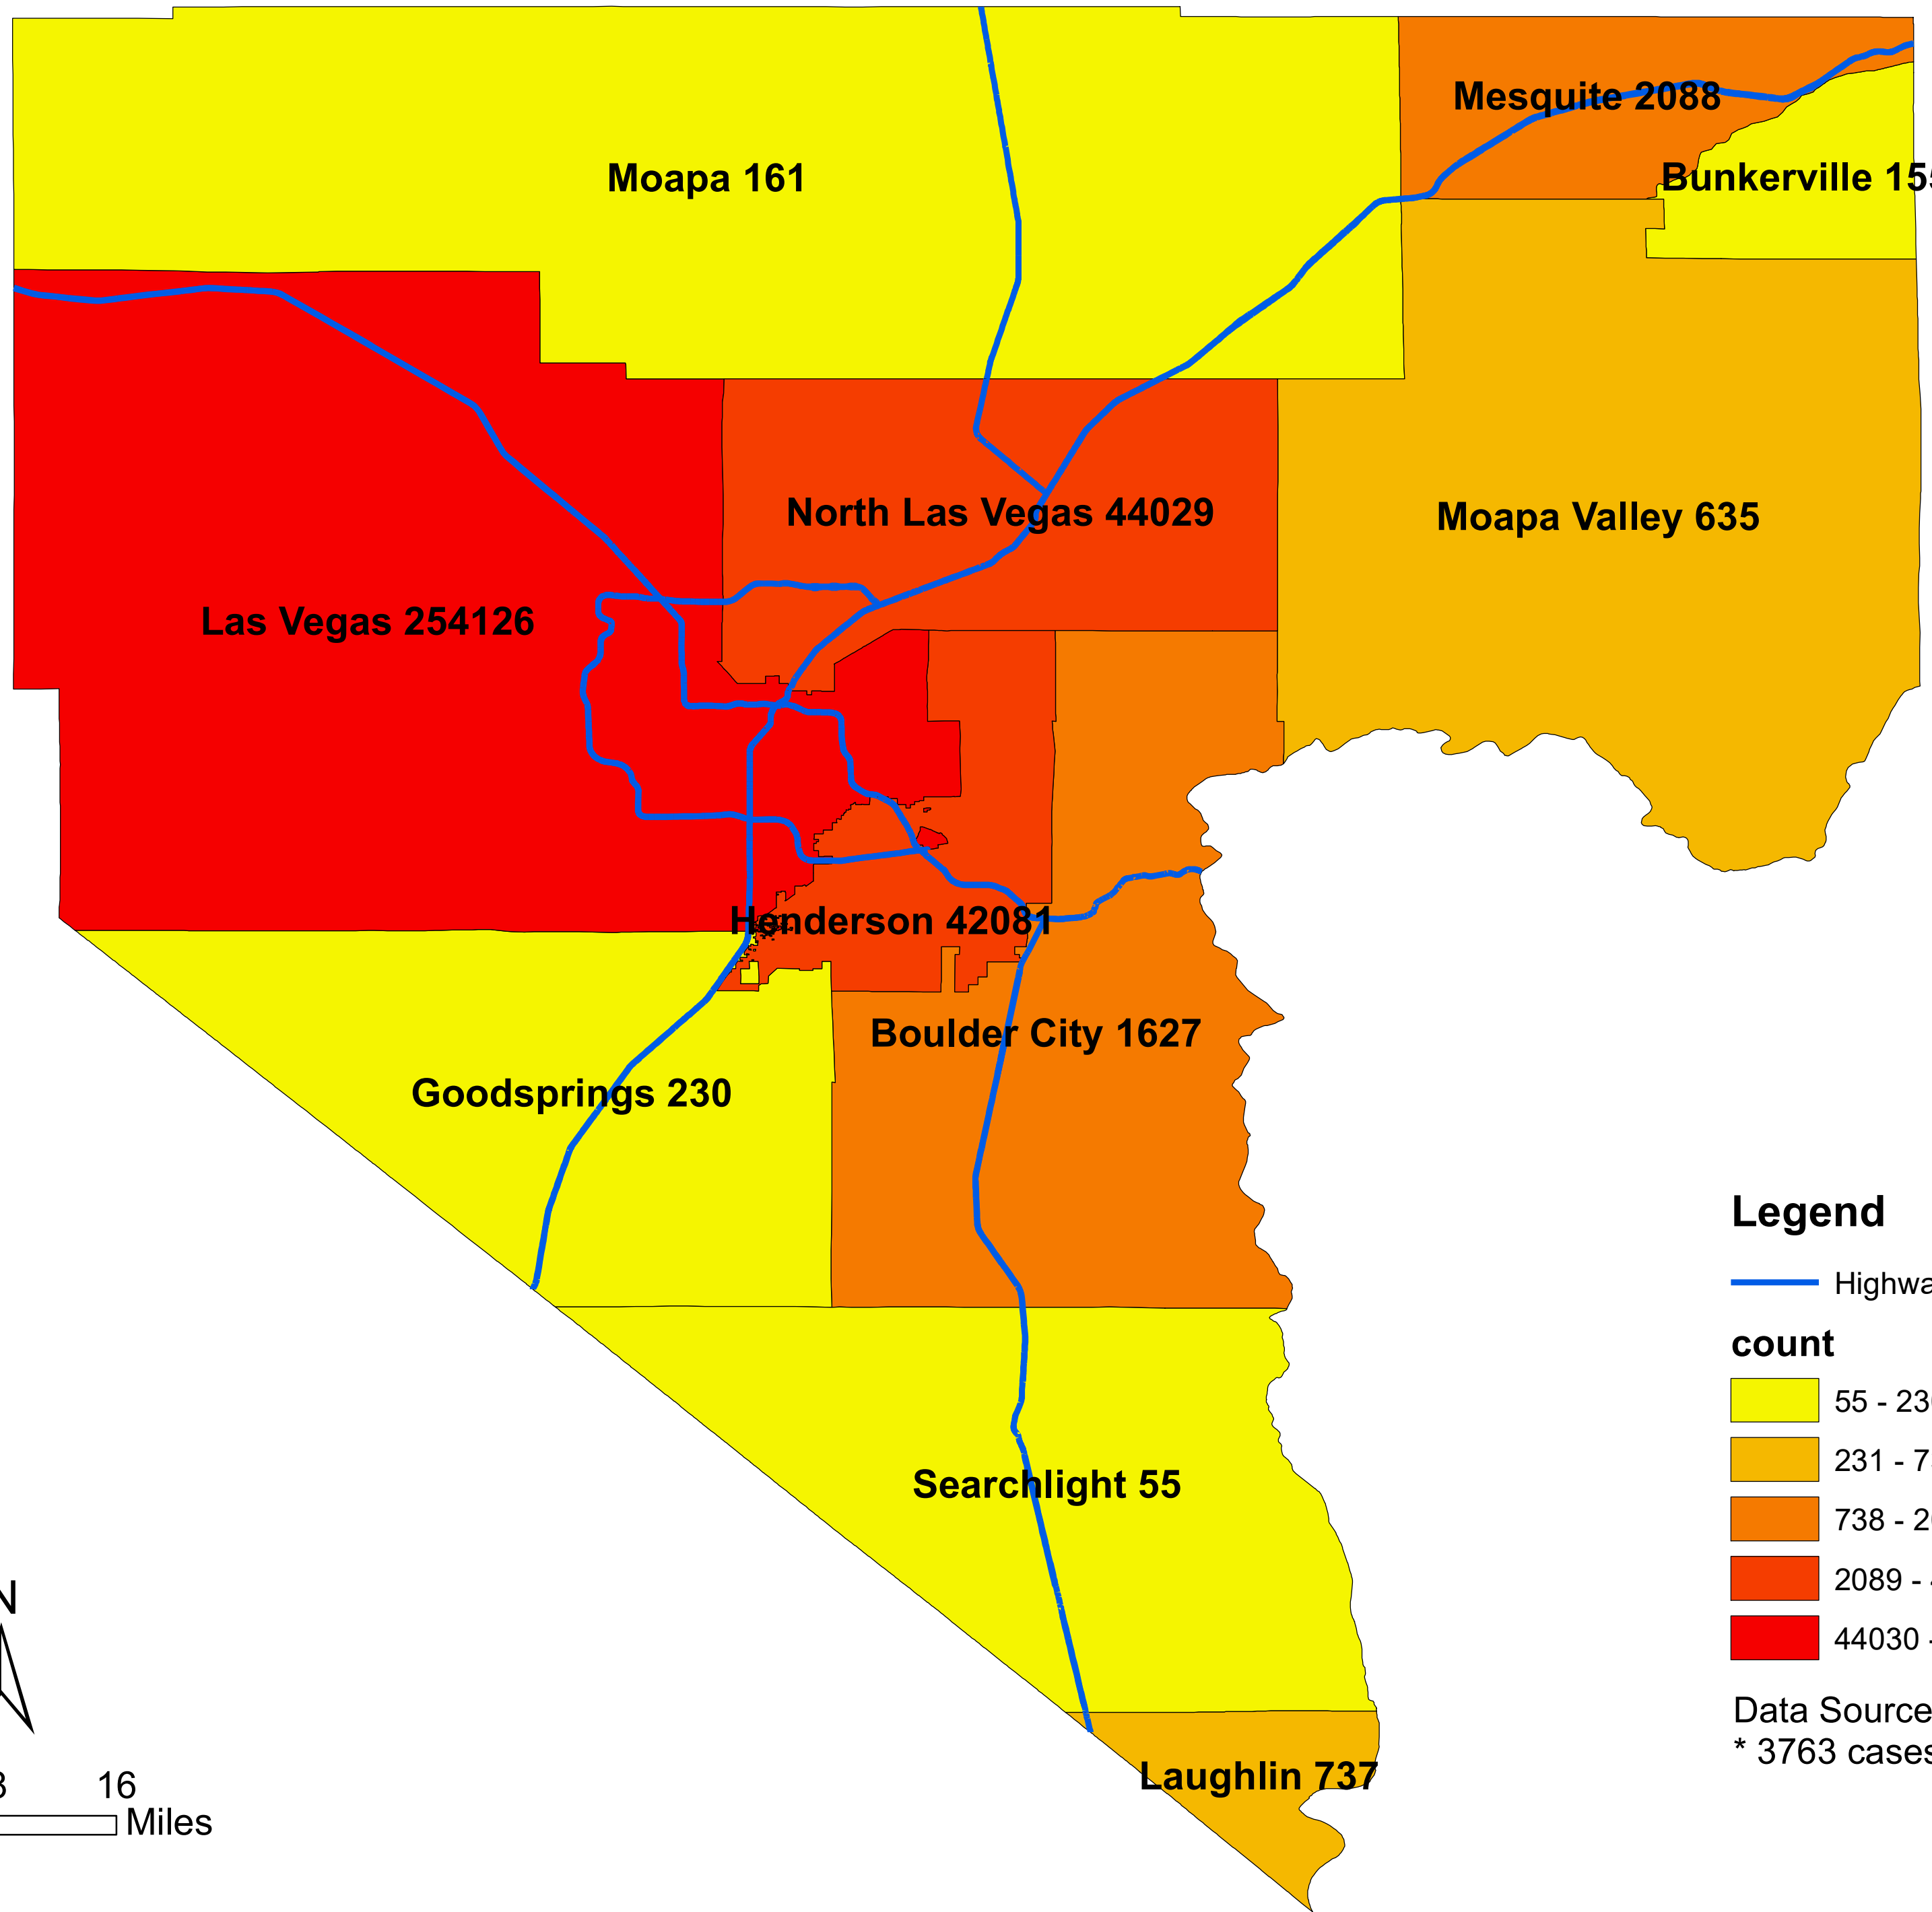 Mesquite 2088
Moapa 161
Bunkerville 155
North Las Vegas 44029
Moapa Valley 635
Las Vegas 254126
Henderson 42081
Boulder City 1627
Goodsprings 230
Legend
count
55 - 23
231 - 7
738 - 2
Searchlight 55
2089 -
N
44030 -
Data Source
* 3763 cases
Laughlin 737
16
Miles